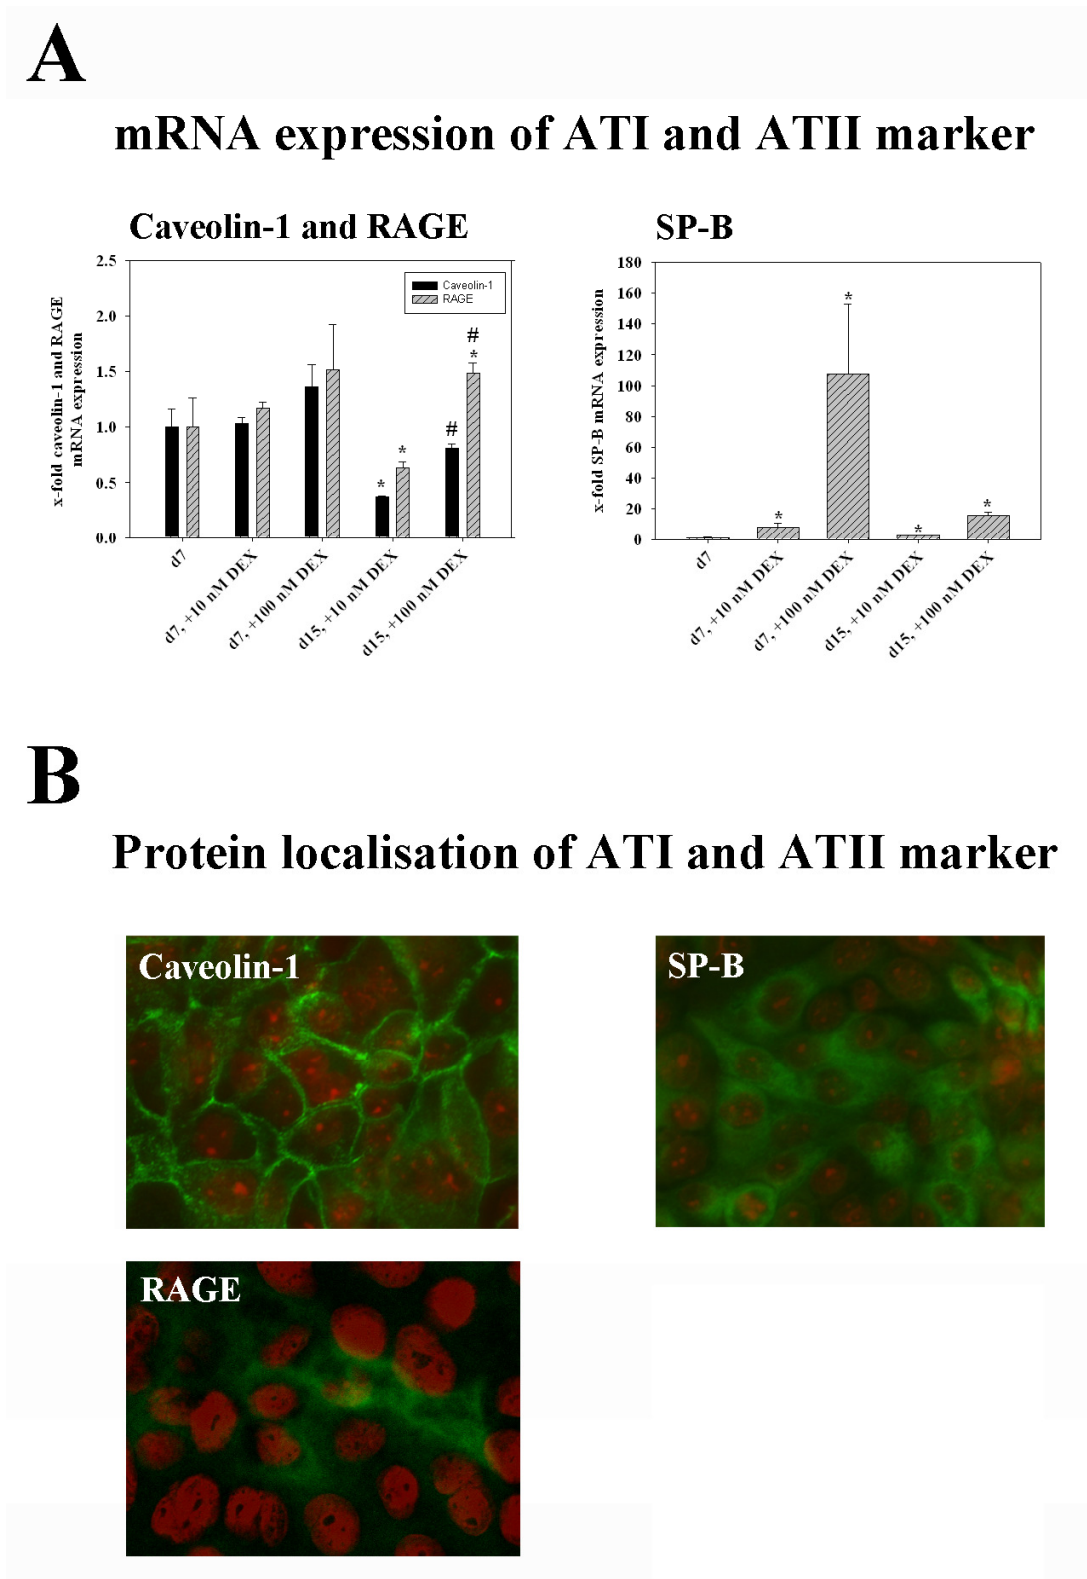 A
mRNA expression of ATI and ATII marker
Caveolin-1 and RAGE
x-fold caveolin-1 and RAGE
mRNA expression
2.5
2.0
1.5
1.0
0.5
0.0
Caveolin-1
RAGE
*
*
#
#
*
d7
d7, +10 nM DEX
d7, +100 nM DEX
d15, +10 nM DEX
d15, +100 nM DEX
SP-B
x-fold SP-B mRNA expression
180
160
140
120
100
80
60
40
20
0
*
*
*
*
d7
d7, +10 nM DEX
d7, +100 nM DEX
d15, +10 nM DEX
d15, +100 nM DEX
B
Protein localisation of ATI and ATII marker
Caveolin-1
SP-B
RAGE